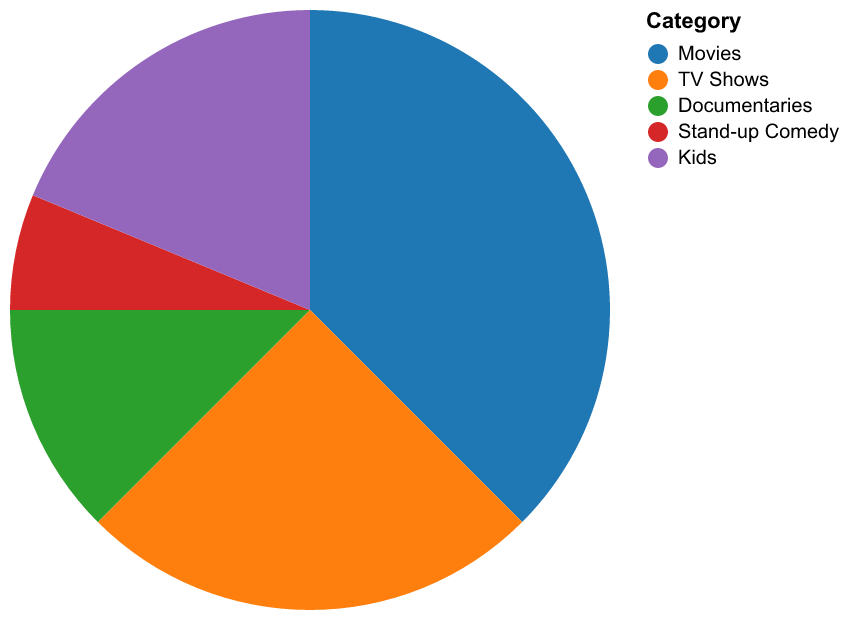 Category
Movies
TV Shows
Documentaries
Stand-up Comedy
Kids